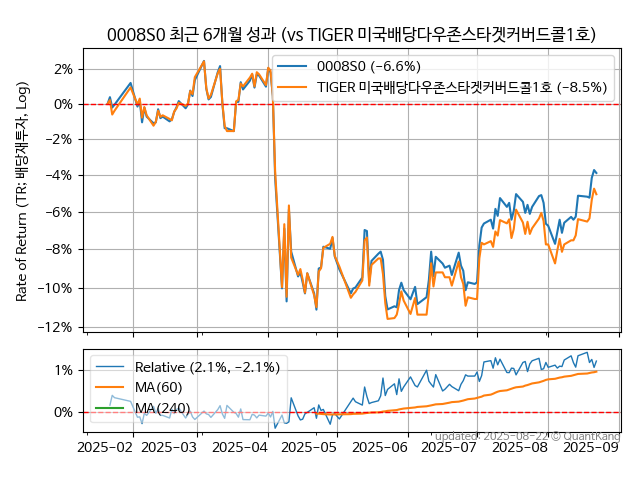 0008S0 최근 6개월 성과 (vs TIGER 미국배당다우존스타겟커버드콜1호)
Rate of Return (TR: 배당재투자, Log)
2%
0%
−2%
−4%
−6%
−8%
−10%
−12%
0008S0 (−6.6%)
TIGER 미국배당다우존스타겟커버드콜1호 (−8.5%)
1%
0%
Relative (2.1%, −2.1%)
MA(60)
MA(240)
updated: 2025-08-22 © QuantKang
2025-02 2025-03 2025-04 2025-05 2025-06 2025-07 2025-08 2025-09